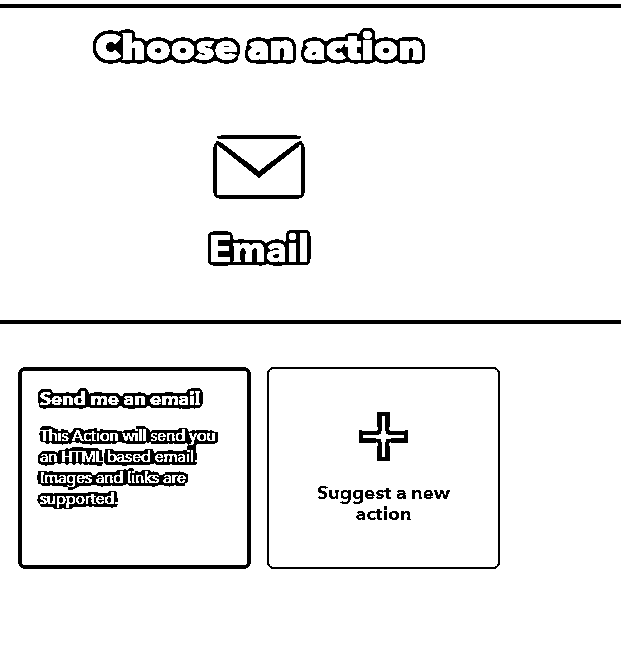 Choose an action
Email
Send me an email
This Action will send you
an HTML based email.
Images and links are
supported.
Suggest a new
action